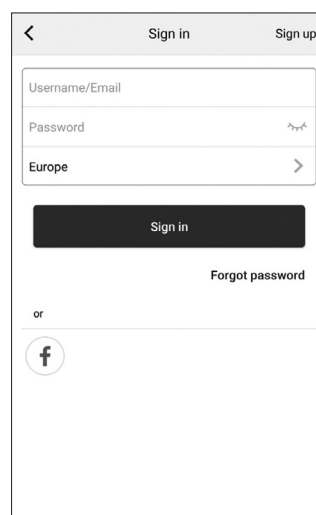 Sign in Sign up
Username/Email
Password
Europe
Sign in
Forgot password
or
f